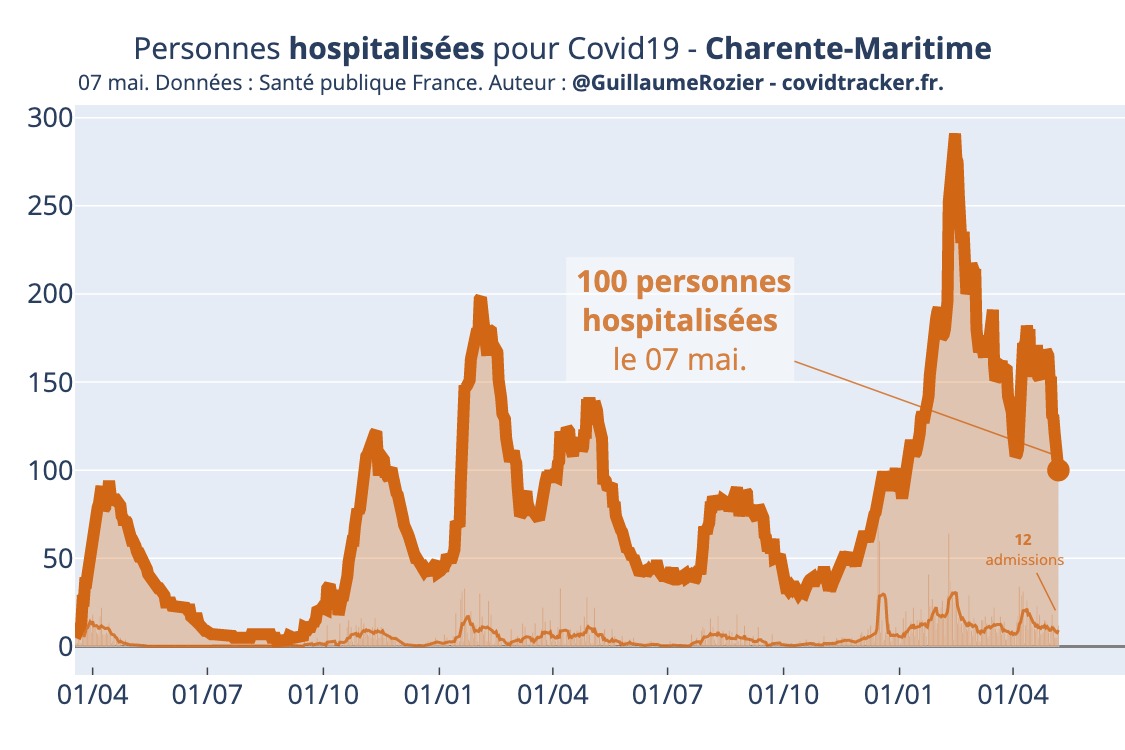 Personnes hospitalisées pour Covid19 - Charente-Maritime
07 mai. Données : Santé publique France. Auteur : @GuillaumeRozier - covidtracker.fr.
300
250
200
150
100
50
0
100 personnes
hospitalisées
le 07 mai.
12
admissions
01/04 01/07 01/10 01/01 01/04 01/07 01/10 01/01 01/04